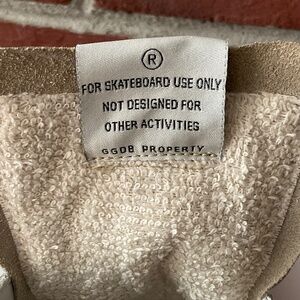 ®
FOR SKATEBOARD USE ONLY
NOT DESIGNED FOR
OTHER ACTIVITIES
GGDB PROPERTY